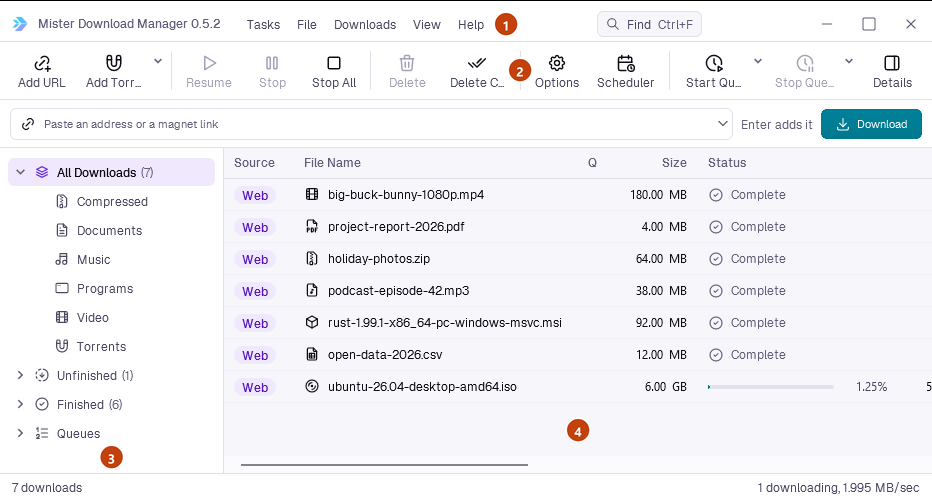 Mister Download Manager 0.5.2 Tasks File Downloads View Help 1 Find Ctrl+F
Add URL Add Torr... Resume Stop Stop All Delete Delete C... 2 Options Scheduler Start Qu... Stop Que... Details
Paste an address or a magnet link Enter adds it Download
All Downloads (7)
Compressed
Documents
Music
Programs
Video
Torrents
Unfinished (1)
Finished (6)
Queues
3
Source File Name Q Size Status
Web big-buck-bunny-1080p.mp4 180.00 MB Complete
Web project-report-2026.pdf 4.00 MB Complete
Web holiday-photos.zip 64.00 MB Complete
Web podcast-episode-42.mp3 38.00 MB Complete
Web rust-1.99.1-x86_64-pc-windows-msvc.msi 92.00 MB Complete
Web open-data-2026.csv 12.00 MB Complete
Web ubuntu-26.04-desktop-amd64.iso 6.00 GB 1.25% 5
4
7 downloads 1 downloading, 1.995 MB/sec